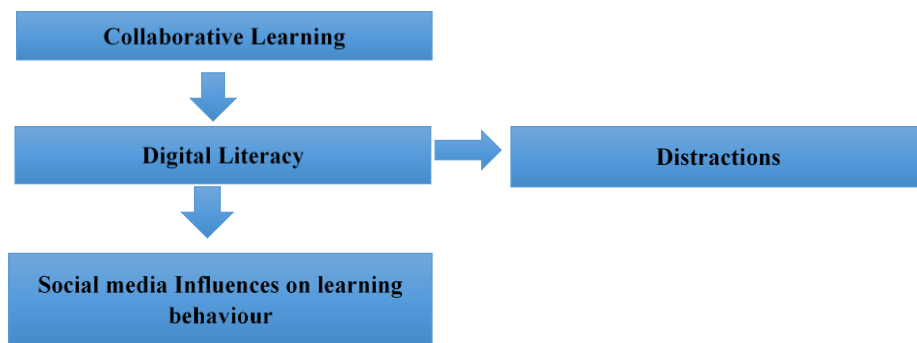 Collaborative Learning
Digital Literacy
Distractions
Social media Influences on learning
behaviour